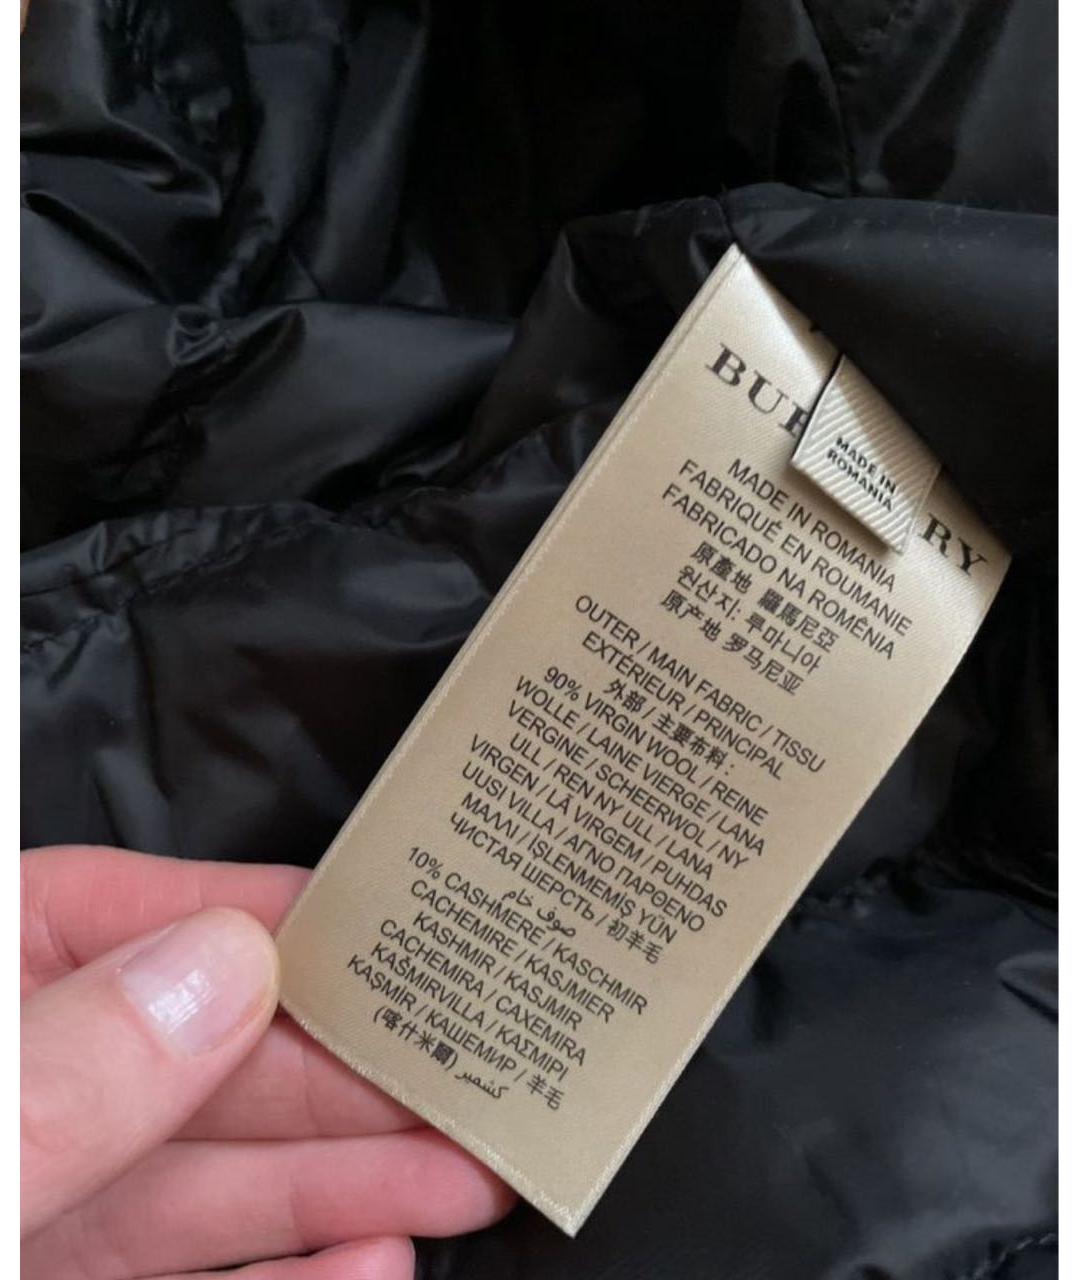 BUR RY
MADE IN
ROMANIA
MADE IN ROMANIA
FABRIQUÉ EN ROUMANIE
FABRICADO NA ROMÊNIA
原產地 羅馬尼亞
원산지: 루마니아
原产地 罗马尼亚
OUTER / MAIN FABRIC / TISSU
EXTÉRIEUR / PRINCIPAL
外部 / 主要布料:
90% VIRGIN WOOL / REINE
WOLLE / LAINE VIERGE / LANA
VERGINE / SCHEERWOL / NY
ULL / REN NY ULL / LANA
VIRGEN / LÃ VIRGEM / PUHDAS
UUSI VILLA / ΑΓΝΟ ΠΑΡΘΕΝΟ
ΜΑΛΛΙ / İŞLENMEMİŞ YÜN
ЧИСТАЯ ШЕРСТЬ / 初羊毛
صوف خام
10% CASHMERE / KASCHMIR
CACHEMIRE / KASJMIER
KASHMIR / KASJMIR
CACHEMIRA / CAXEMIRA
KAŠMIRVILLA / ΚΑΣΜΙΡΙ
KAŞMİR / КАШЕМИР / 羊毛
(喀什米爾) كشمير